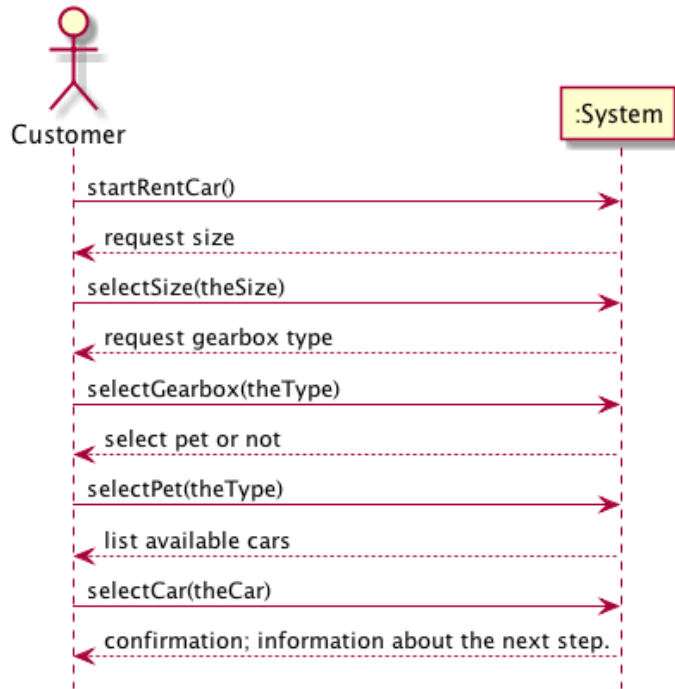 Customer
:System
startRentCar()
request size
selectSize(theSize)
request gearbox type
selectGearbox(theType)
select pet or not
selectPet(theType)
list available cars
selectCar(theCar)
confirmation; information about the next step.